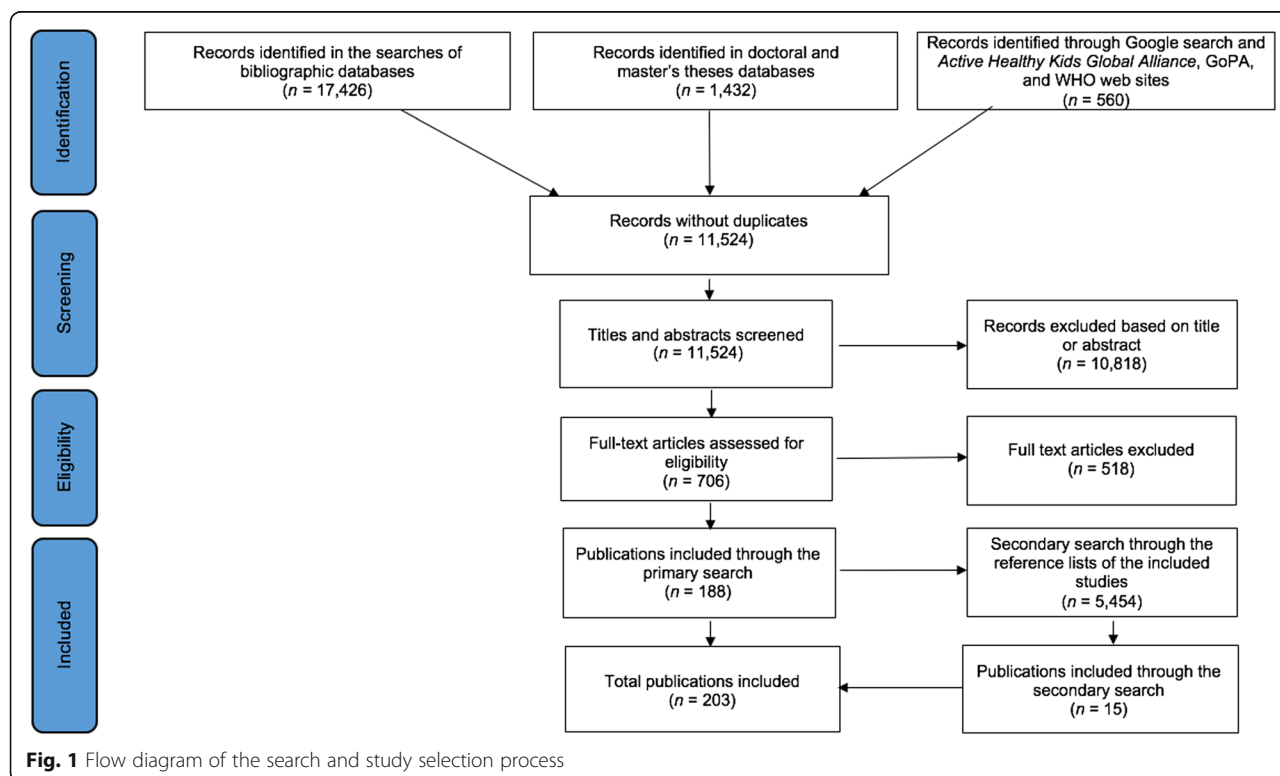 Identification
Records identified in the searches of
bibliographic databases
(n = 17,426)
Records identified in doctoral and
master's theses databases
(n = 1,432)
Records identified through Google search and
Active Healthy Kids Global Alliance, GoPA,
and WHO web sites
(n = 560)
Screening
Records without duplicates
(n = 11,524)
Titles and abstracts screened
(n = 11,524)
Records excluded based on title
or abstract
(n = 10,818)
Eligibility
Full-text articles assessed for
eligibility
(n = 706)
Full text articles excluded
(n = 518)
Included
Publications included through the
primary search
(n = 188)
Secondary search through the
reference lists of the included
studies
(n = 5,454)
Total publications included
(n = 203)
Publications included through the
secondary search
(n = 15)
Fig. 1 Flow diagram of the search and study selection process